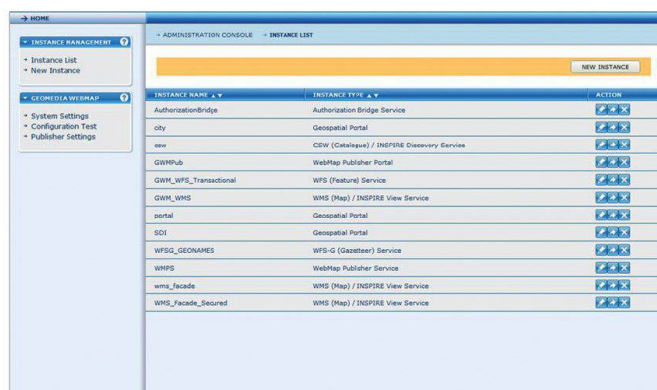 → HOME
INSTANCE MANAGEMENT ?
Instance List
New Instance
GEOMEDIA WEBMAP ?
System Settings
Configuration Test
Publisher Settings
ADMINISTRATION CONSOLE → INSTANCE LIST
NEW INSTANCE
INSTANCE NAME ▲ ▼ INSTANCE TYPE ▲ ▼ ACTION
AuthorizationBridge Authorization Bridge Service
city Geospatial Portal
csw CSW (Catalogue) / INSPIRE Discovery Service
GWMPub WebMap Publisher Portal
GWM_WFS_Transactional WFS (Feature) Service
GWM_WMS WMS (Map) / INSPIRE View Service
portal Geospatial Portal
SDI Geospatial Portal
WFSG_GEONAMES WFS-G (Gazetteer) Service
WMPS WebMap Publisher Service
wms_facade WMS (Map) / INSPIRE View Service
WMS_Facade_Secured WMS (Map) / INSPIRE View Service